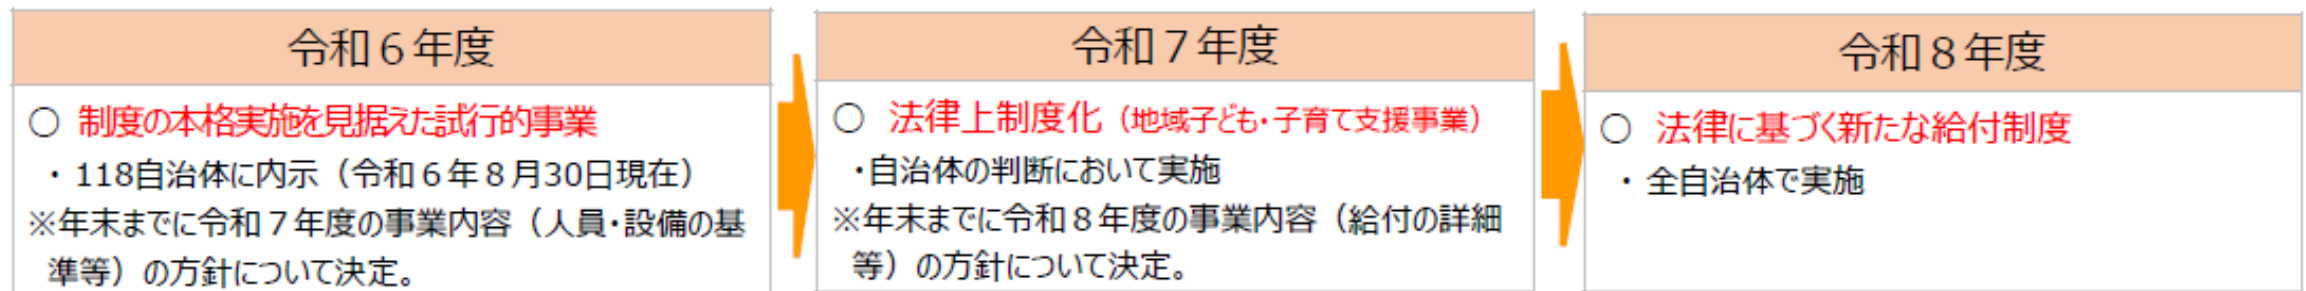 令和６年度
○ 制度の本格実施を見据えた試行的事業
・118自治体に内示（令和６年８月30日現在）
※年末までに令和７年度の事業内容（人員・設備の基
準等）の方針について決定。
令和７年度
○ 法律上制度化（地域子ども・子育て支援事業）
・自治体の判断において実施
※年末までに令和８年度の事業内容（給付の詳細
等）の方針について決定。
令和８年度
○ 法律に基づく新たな給付制度
・全自治体で実施